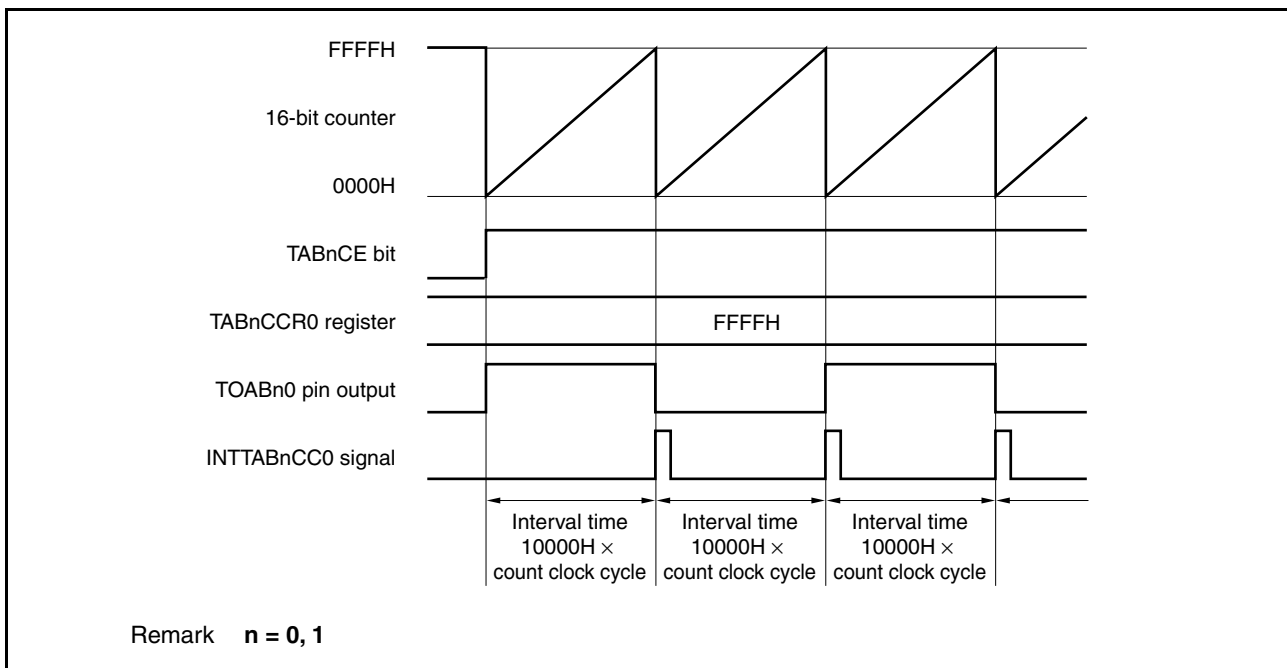 FFFFH
16-bit counter
0000H
TABnCE bit
TABnCCR0 register
FFFFH
TOABn0 pin output
INTTABnCC0 signal
Interval time
10000H ×
count clock cycle
Interval time
10000H ×
count clock cycle
Interval time
10000H ×
count clock cycle
Remark n = 0, 1